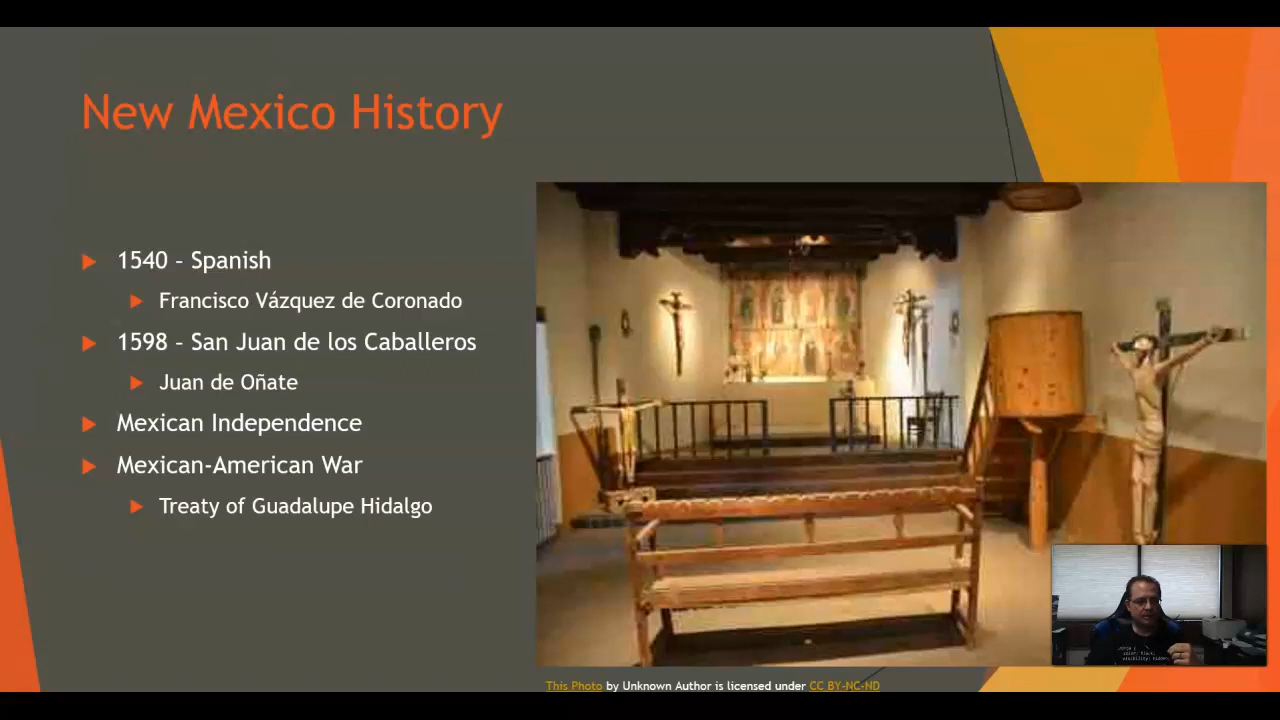 New Mexico History
1540 – Spanish
Francisco Vázquez de Coronado
1598 – San Juan de los Caballeros
Juan de Oñate
Mexican Independence
Mexican-American War
Treaty of Guadalupe Hidalgo
This Photo by Unknown Author is licensed under CC BY-NC-ND